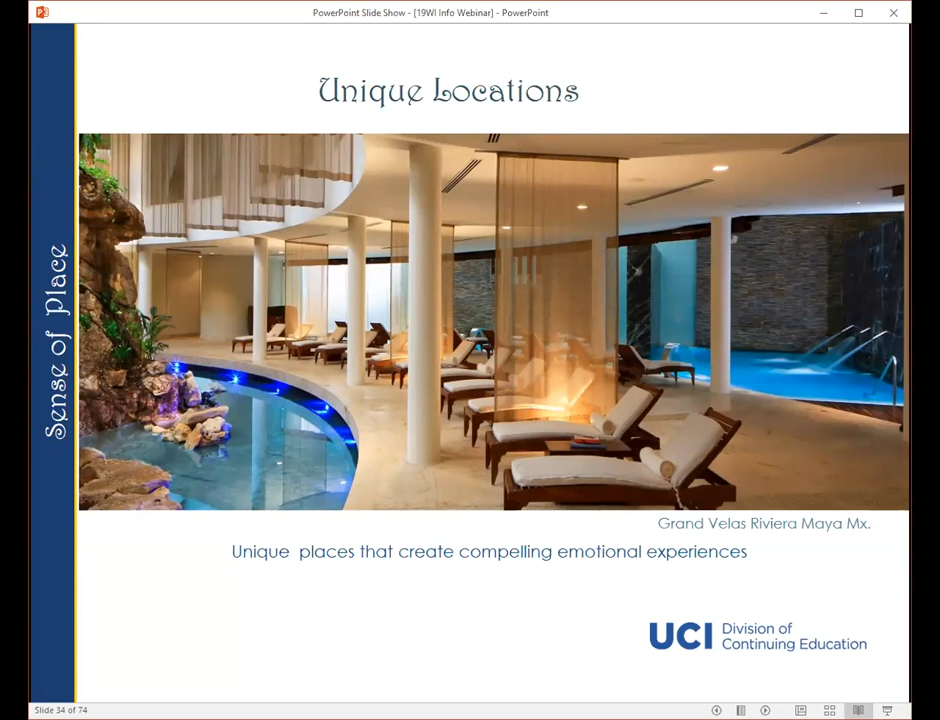 PowerPoint Slide Show - [19WI Info Webinar] - PowerPoint
Unique Locations
Sense of Place
Grand Velas Riviera Maya Mx.
Unique places that create compelling emotional experiences
UCI Division of
Continuing Education
Slide 34 of 74